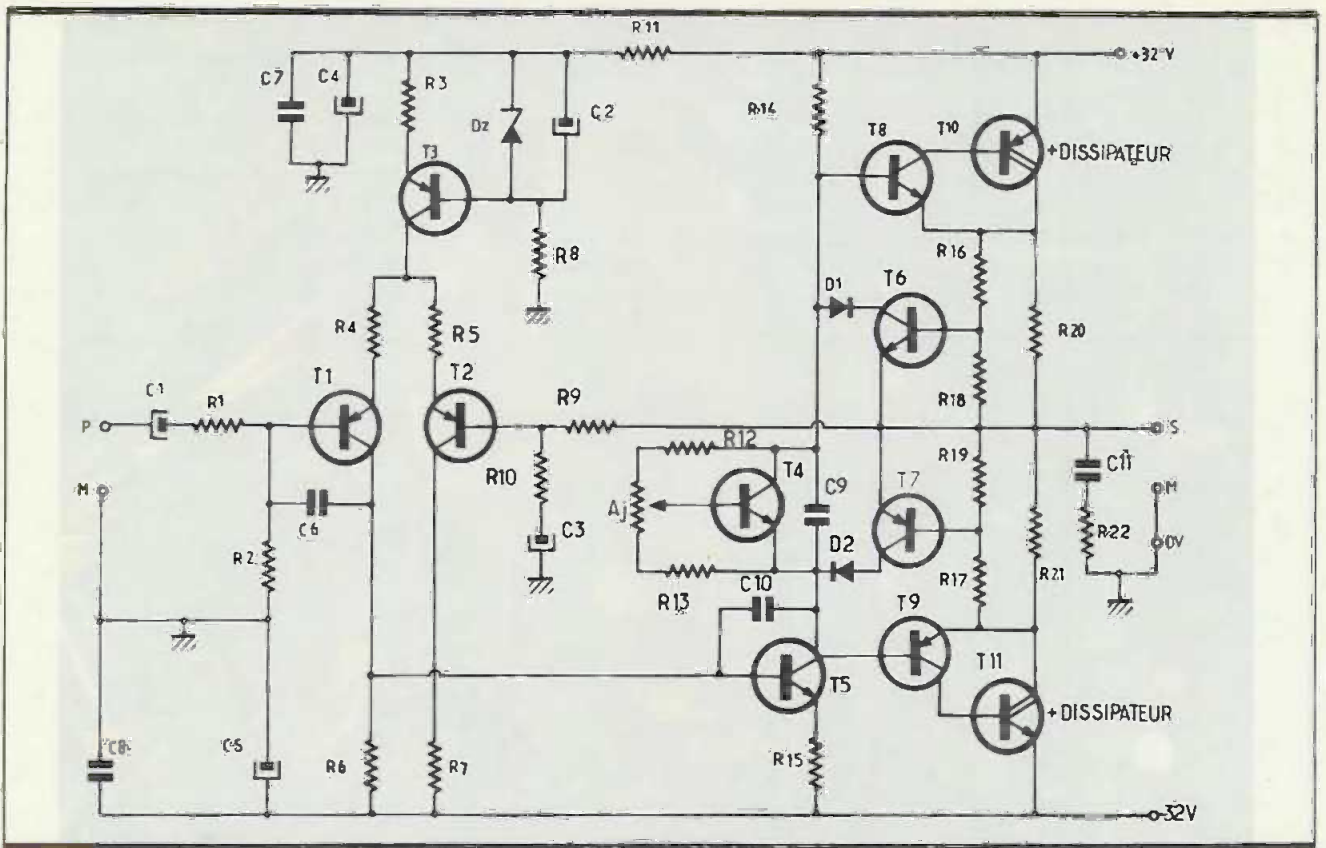 R11
+32 V
C7
C4
R3
Dz
C2
R14
T8
T10
T3
+DISSIPATEUR
R8
R16
D1
T6
R4
R5
R20
T1
T2
C1
R1
R9
R18
P
S
R12
R19
C11
R10
T4
M
C9
T7
M
Aj
C6
C3
D2
R22
0V
R2
R17
R21
R13
C10
T9
T5
T11
+DISSIPATEUR
C8
C5
R6
R7
R15
-32V